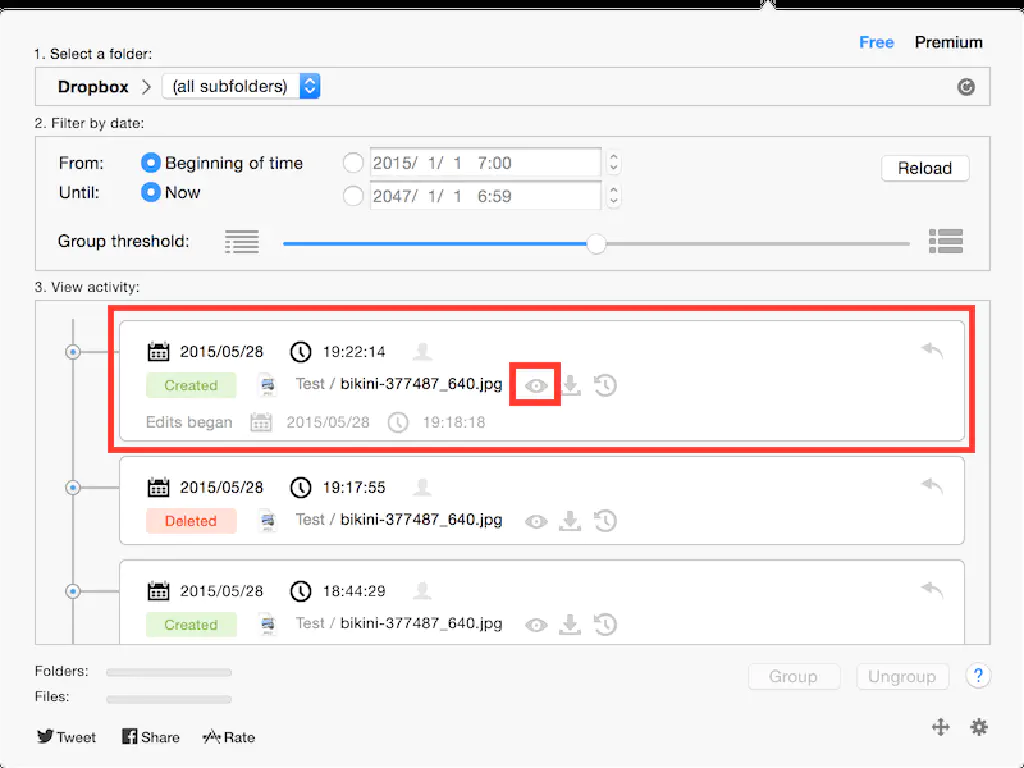 Free Premium
1. Select a folder:
Dropbox (all subfolders)
2. Filter by date:
From: Beginning of time 2015/ 1/ 1 7:00
Reload
Until: Now 2047/ 1/ 1 6:59
Group threshold:
3. View activity:
2015/05/28 19:22:14
Created Test / bikini-377487_640.jpg
Edits began 2015/05/28 19:18:18
2015/05/28 19:17:55
Deleted Test / bikini-377487_640.jpg
2015/05/28 18:44:29
Created Test / bikini-377487_640.jpg
Folders:
Files:
Group Ungroup ?
Tweet Share Rate